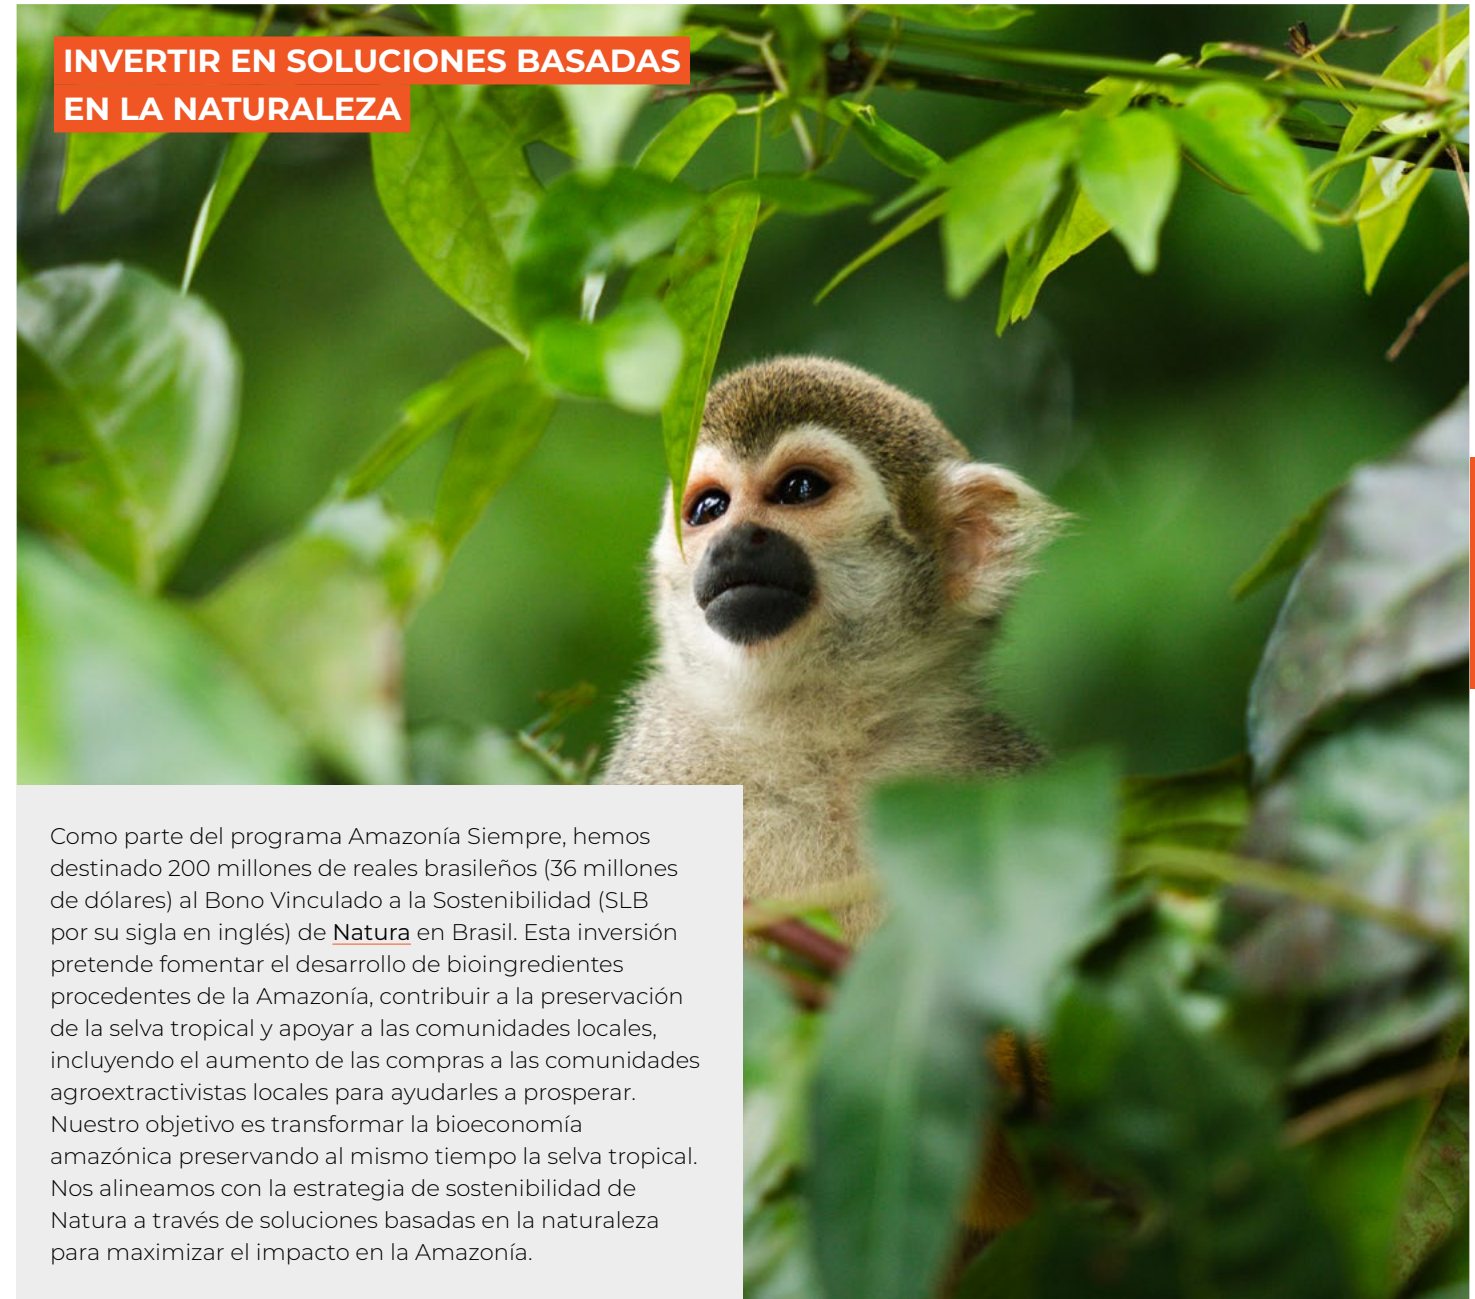 INVERTIR EN SOLUCIONES BASADAS
EN LA NATURALEZA
Como parte del programa Amazonía Siempre, hemos
destinado 200 millones de reales brasileños (36 millones
de dólares) al Bono Vinculado a la Sostenibilidad (SLB
por su sigla en inglés) de Natura en Brasil. Esta inversión
pretende fomentar el desarrollo de bioingredientes
procedentes de la Amazonía, contribuir a la preservación
de la selva tropical y apoyar a las comunidades locales,
incluyendo el aumento de las compras a las comunidades
agroextractivistas locales para ayudarles a prosperar.
Nuestro objetivo es transformar la bioeconomía
amazónica preservando al mismo tiempo la selva tropical.
Nos alineamos con la estrategia de sostenibilidad de
Natura a través de soluciones basadas en la naturaleza
para maximizar el impacto en la Amazonía.